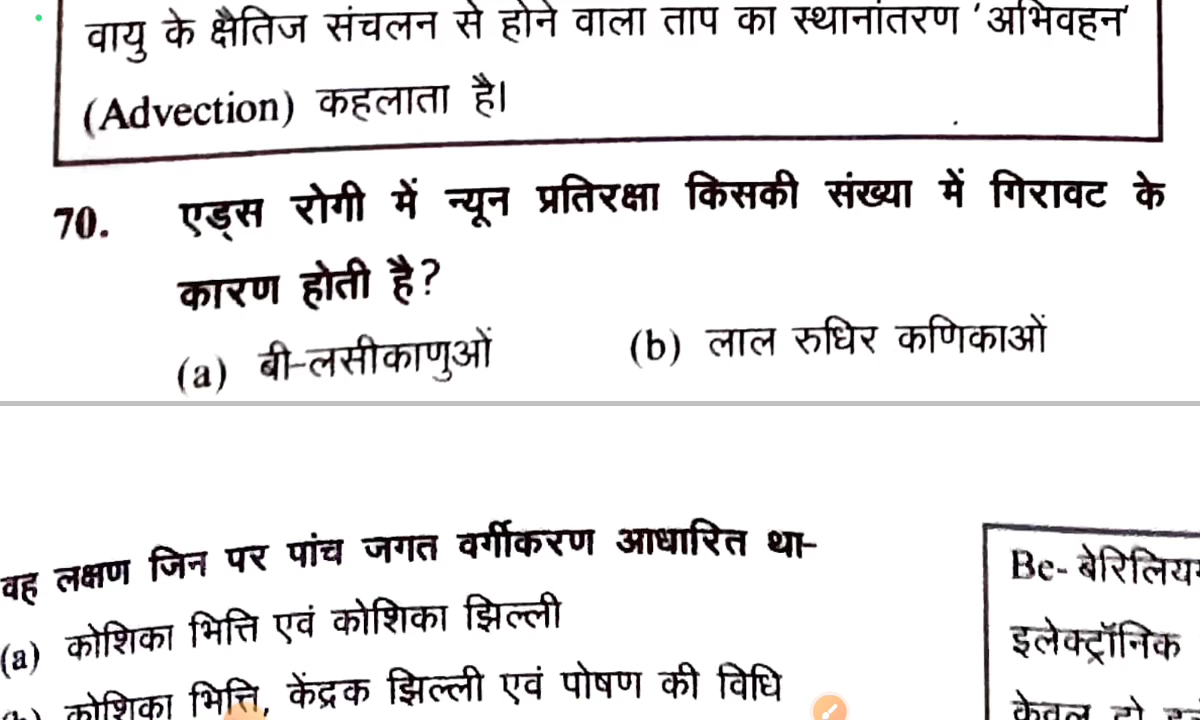 वायु के क्षैतिज संचलन से होने वाला ताप का स्थानांतरण 'अभिवहन'
(Advection) कहलाता है।
70. एड्स रोगी में न्यून प्रतिरक्षा किसकी संख्या में गिरावट के
कारण होती है?
(a) बी-लसीकाणुओं (b) लाल रुधिर कणिकाओं
वह लक्षण जिन पर पांच जगत वर्गीकरण आधारित था-
(a) कोशिका भित्ति एवं कोशिका झिल्ली
कोशिका भित्ति, केंद्रक झिल्ली एवं पोषण की विधि
Be- बेरिलियम
इलेक्ट्रॉनिक
केवल दो